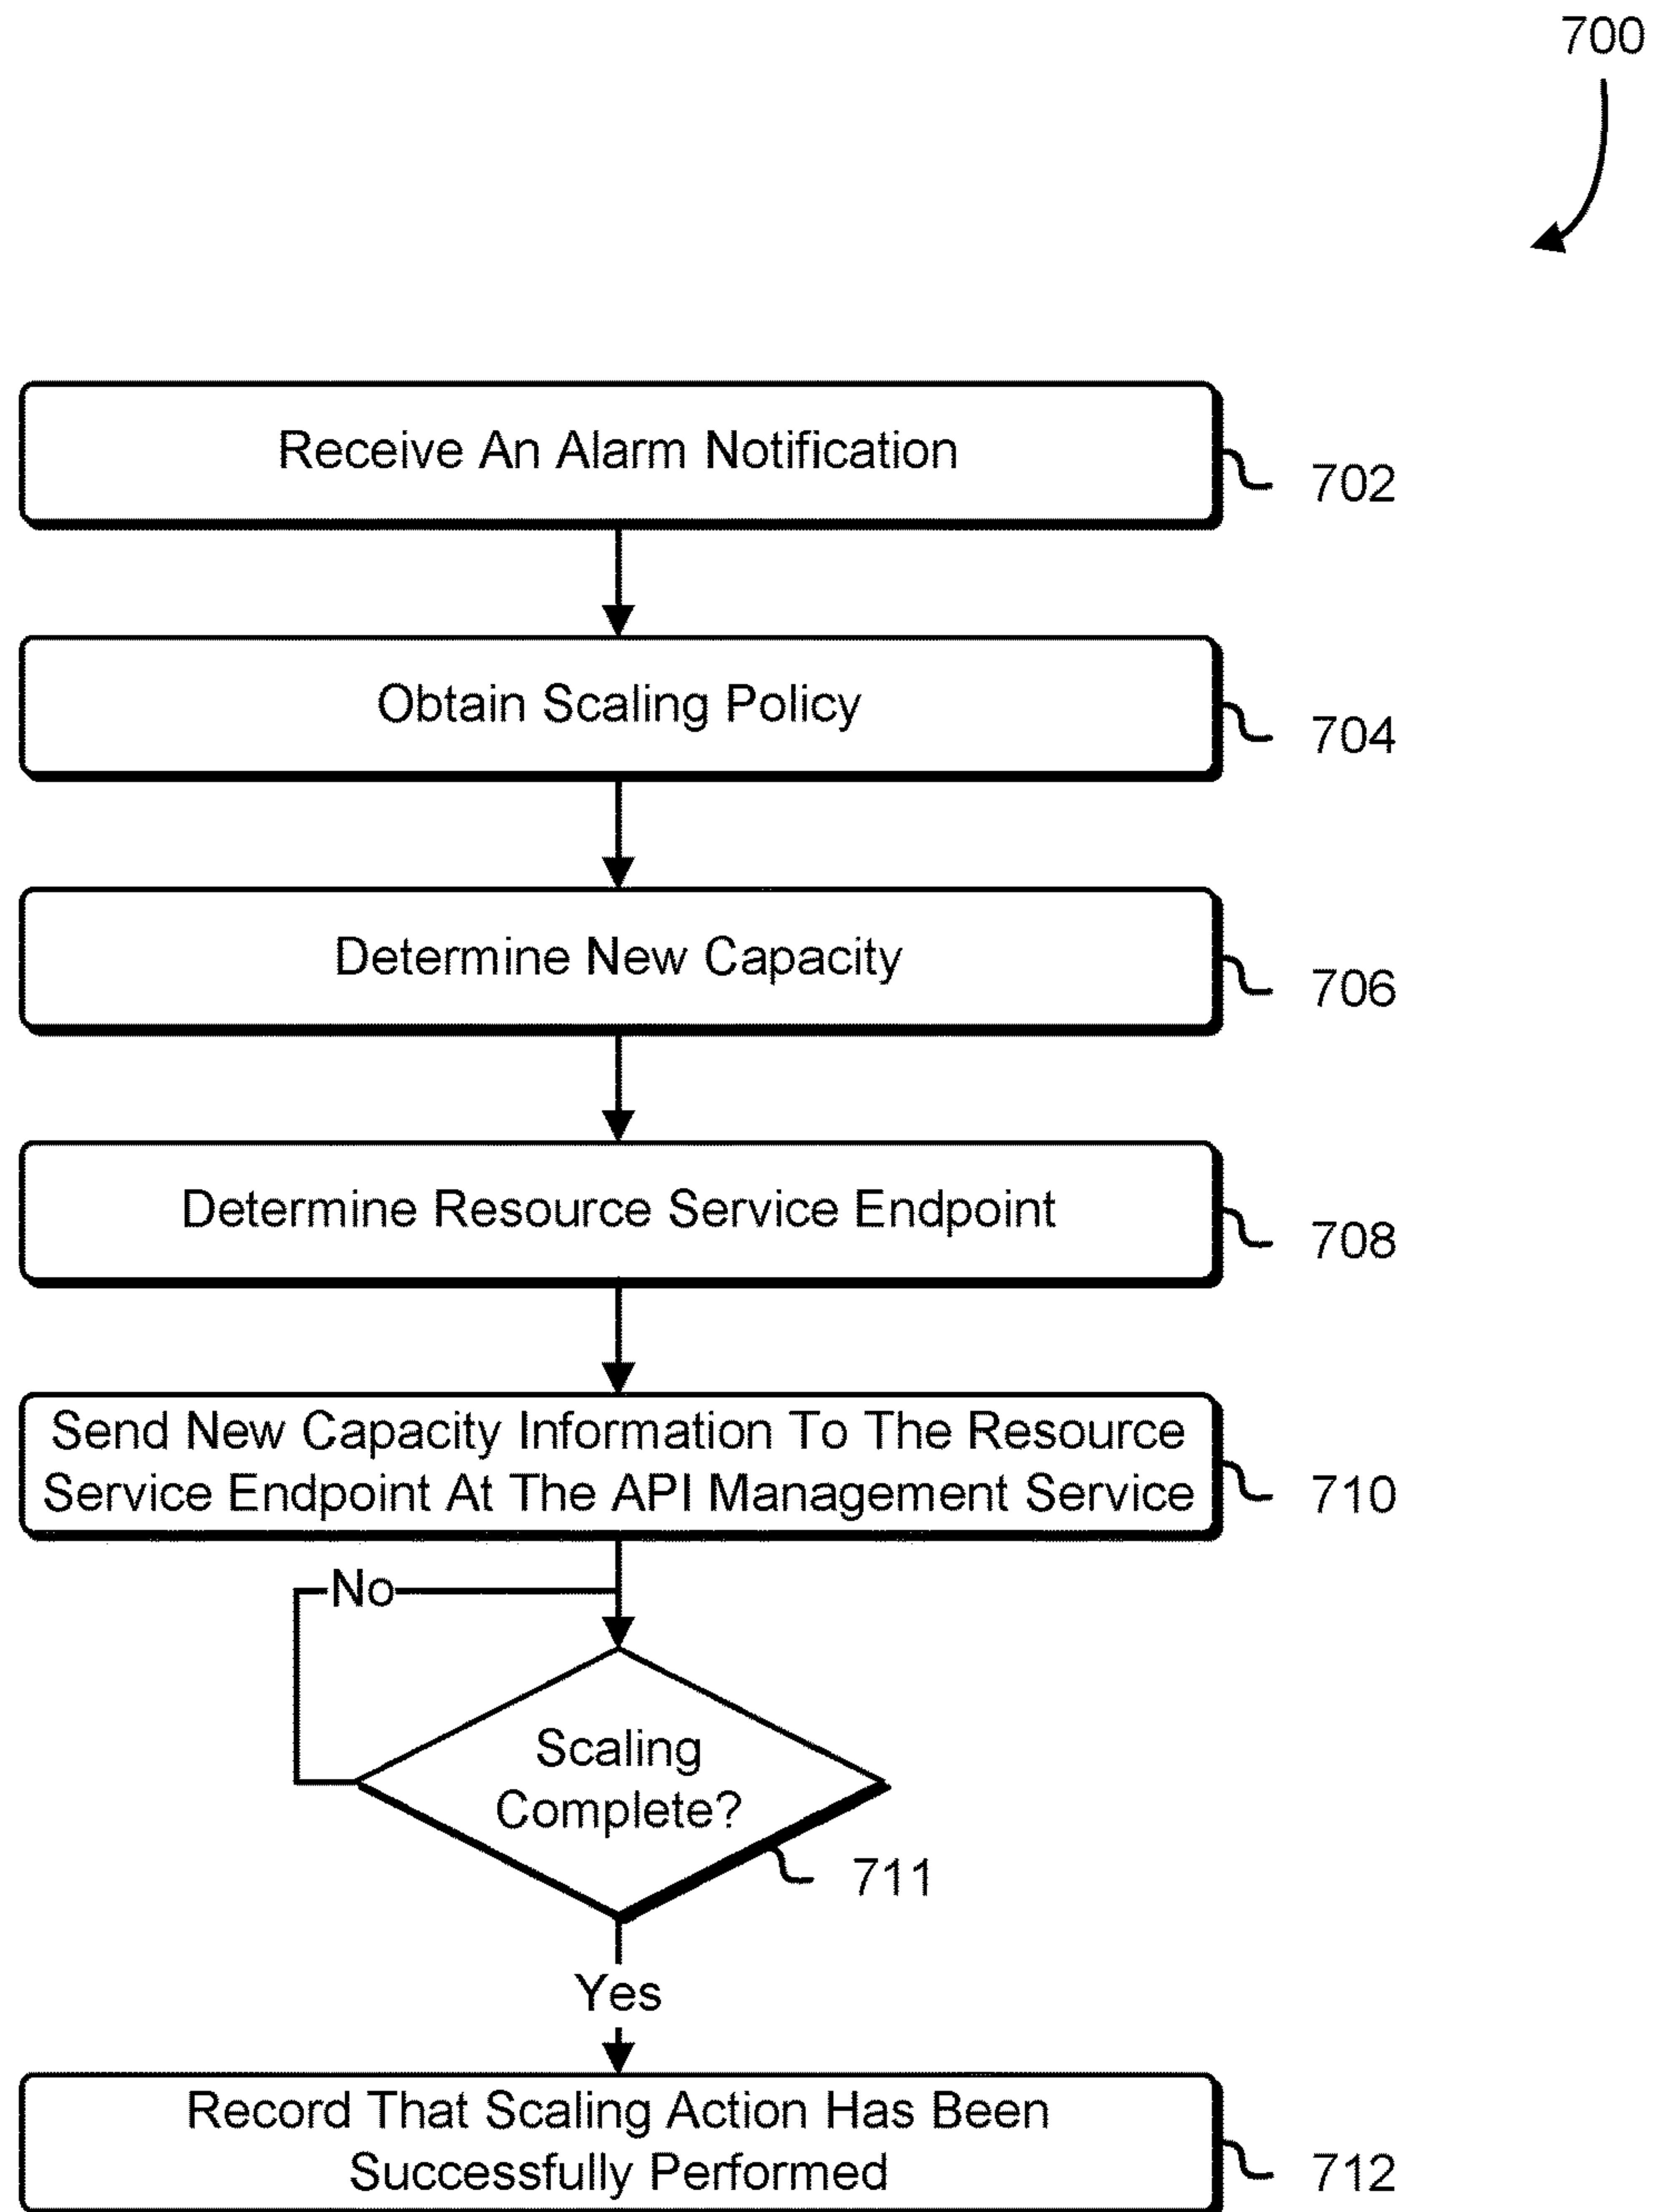 700
Receive An Alarm Notification
702
Obtain Scaling Policy
704
Determine New Capacity
706
Determine Resource Service Endpoint
708
Send New Capacity Information To The Resource
Service Endpoint At The API Management Service
710
No
Scaling
Complete?
711
Yes
Record That Scaling Action Has Been
Successfully Performed
712